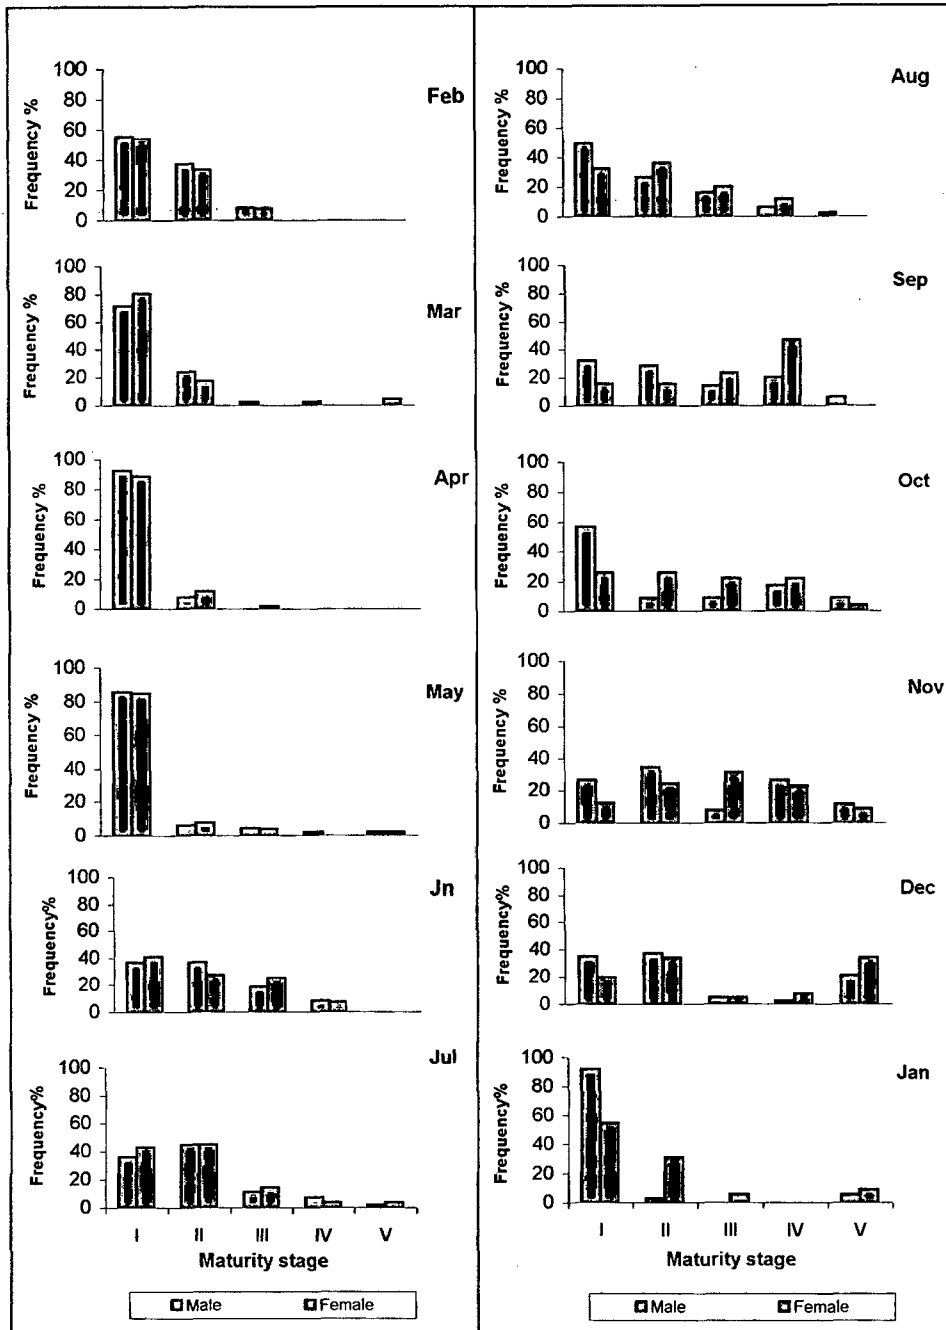 Feb
Frequency %
100
80
60
40
20
0
Mar
Frequency %
100
80
60
40
20
0
Apr
Frequency %
100
80
60
40
20
0
May
Frequency %
100
80
60
40
20
0
Jn
Frequency%
100
80
60
40
20
0
Jul
Frequency%
100
80
60
40
20
0
I II III IV V
Maturity stage
Male Female
Aug
Frequency %
100
80
60
40
20
0
Sep
Frequency %
100
80
60
40
20
0
Oct
Frequency %
100
80
60
40
20
0
Nov
Frequency %
100
80
60
40
20
0
Dec
Frequency%
100
80
60
40
20
0
Jan
Frequency%
100
80
60
40
20
0
I II III IV V
Maturity stage
Male Female